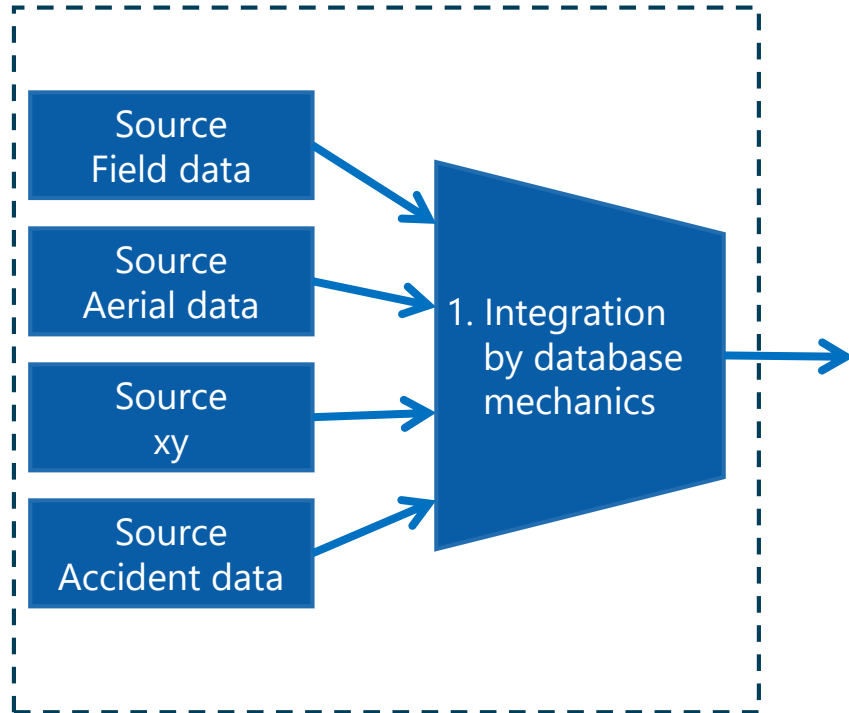 Source
Field data
Source
Aerial data
Source
xy
Source
Accident data
1. Integration
by database
mechanics